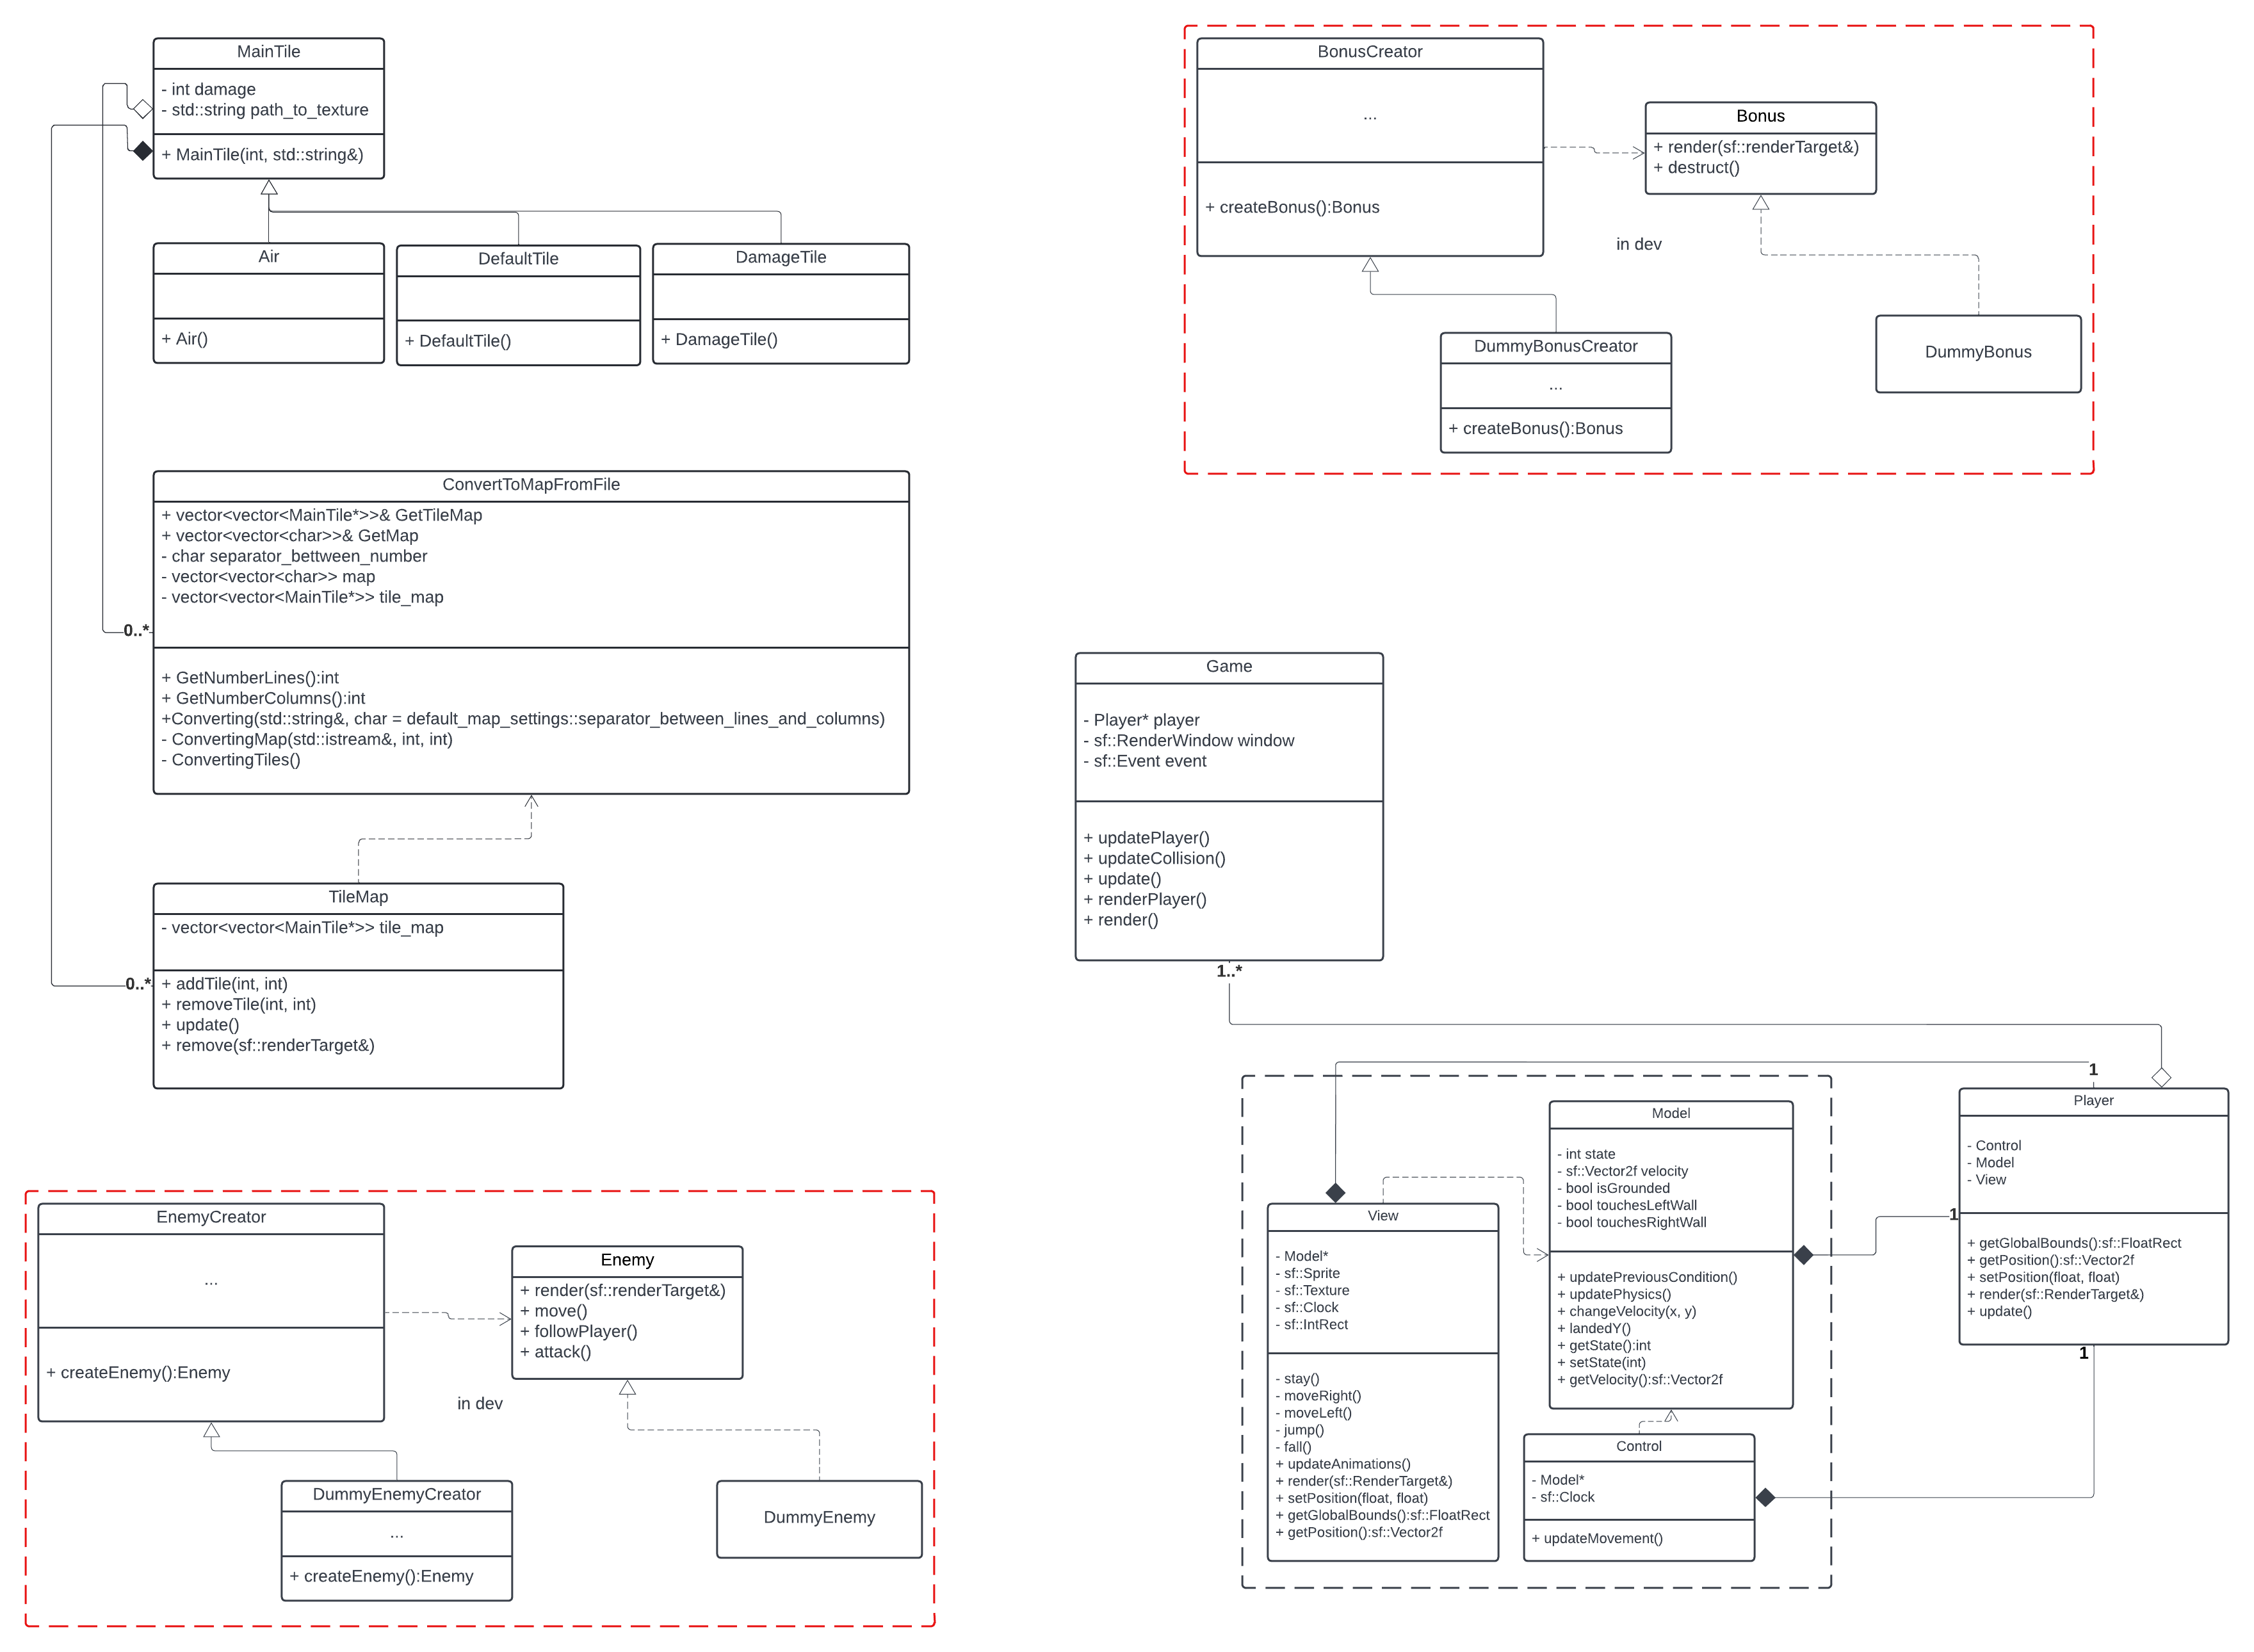 MainTile
- int damage
- std::string path_to_texture
+ MainTile(int, std::string&)
Air
+ Air()
DefaultTile
+ DefaultTile()
DamageTile
+ DamageTile()
ConvertToMapFromFile
+ vector<vector<MainTile*>>& GetTileMap
+ vector<vector<char>>& GetMap
- char separator_bettween_number
- vector<vector<char>> map
- vector<vector<MainTile*>> tile_map
0..*
+ GetNumberLines():int
+ GetNumberColumns():int
+Converting(std::string&, char = default_map_settings::separator_between_lines_and_columns)
- ConvertingMap(std::istream&, int, int)
- ConvertingTiles()
TileMap
- vector<vector<MainTile*>> tile_map
0..*
+ addTile(int, int)
+ removeTile(int, int)
+ update()
+ remove(sf::renderTarget&)
EnemyCreator
...
+ createEnemy():Enemy
Enemy
+ render(sf::renderTarget&)
+ move()
+ followPlayer()
+ attack()
in dev
DummyEnemyCreator
...
+ createEnemy():Enemy
DummyEnemy
BonusCreator
...
+ createBonus():Bonus
Bonus
+ render(sf::renderTarget&)
+ destruct()
in dev
DummyBonusCreator
...
+ createBonus():Bonus
DummyBonus
Game
- Player* player
- sf::RenderWindow window
- sf::Event event
+ updatePlayer()
+ updateCollision()
+ update()
+ renderPlayer()
+ render()
1..*
1
Player
- Control
- Model
- View
1
+ getGlobalBounds():sf::FloatRect
+ getPosition():sf::Vector2f
+ setPosition(float, float)
+ render(sf::RenderTarget&)
+ update()
1
Model
- int state
- sf::Vector2f velocity
- bool isGrounded
- bool touchesLeftWall
- bool touchesRightWall
+ updatePreviousCondition()
+ updatePhysics()
+ changeVelocity(x, y)
+ landedY()
+ getState():int
+ setState(int)
+ getVelocity():sf::Vector2f
View
- Model*
- sf::Sprite
- sf::Texture
- sf::Clock
- sf::IntRect
- stay()
- moveRight()
- moveLeft()
- jump()
- fall()
+ updateAnimations()
+ render(sf::RenderTarget&)
+ setPosition(float, float)
+ getGlobalBounds():sf::FloatRect
+ getPosition():sf::Vector2f
Control
- Model*
- sf::Clock
+ updateMovement()